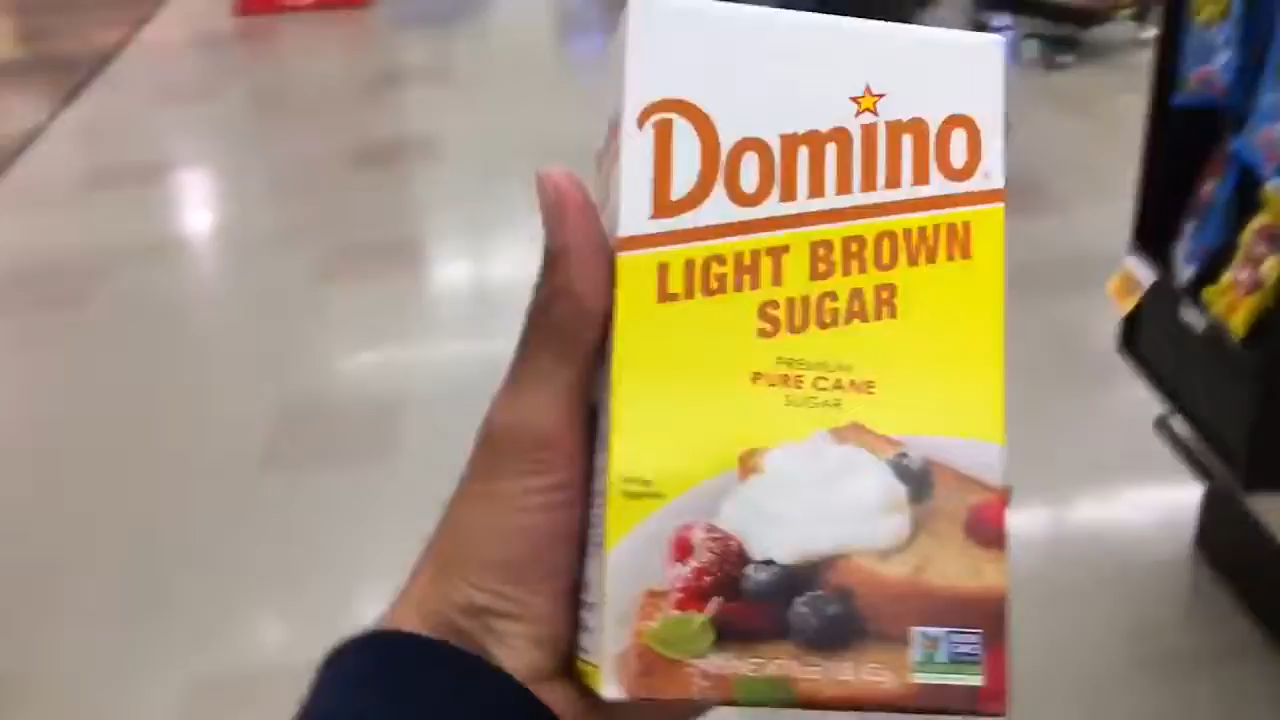 Domino
LIGHT BROWN
SUGAR
PREMIUM
PURE CANE
SUGAR